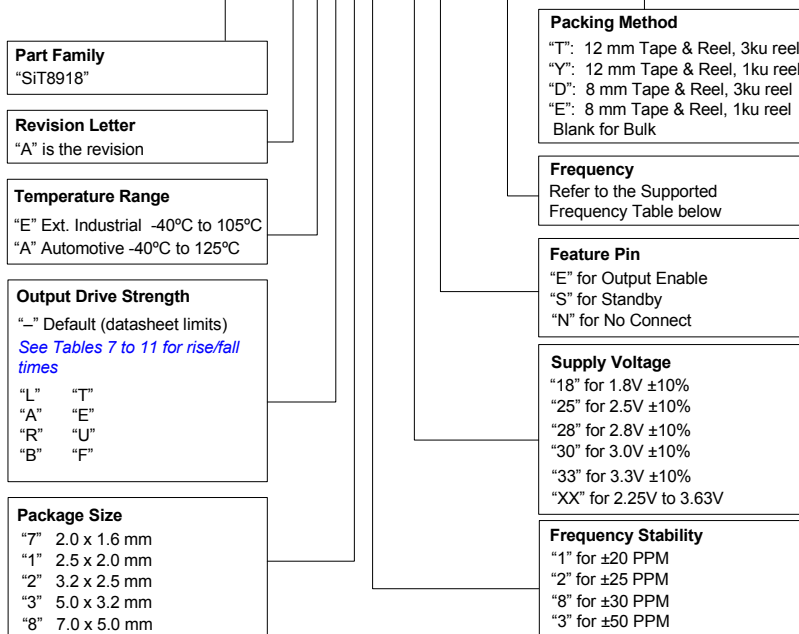 Part Family
“SiT8918”
Revision Letter
“A” is the revision
Temperature Range
“E” Ext. Industrial -40ºC to 105ºC
“A” Automotive -40ºC to 125ºC
Output Drive Strength
“–” Default (datasheet limits)
See Tables 7 to 11 for rise/fall
times
“L” “T”
“A” “E”
“R” “U”
“B” “F”
Package Size
“7” 2.0 x 1.6 mm
“1” 2.5 x 2.0 mm
“2” 3.2 x 2.5 mm
“3” 5.0 x 3.2 mm
“8” 7.0 x 5.0 mm
Packing Method
“T”: 12 mm Tape & Reel, 3ku reel
“Y”: 12 mm Tape & Reel, 1ku reel
“D”: 8 mm Tape & Reel, 3ku reel
“E”: 8 mm Tape & Reel, 1ku reel
Blank for Bulk
Frequency
Refer to the Supported
Frequency Table below
Feature Pin
“E” for Output Enable
“S” for Standby
“N” for No Connect
Supply Voltage
“18” for 1.8V ±10%
“25” for 2.5V ±10%
“28” for 2.8V ±10%
“30” for 3.0V ±10%
“33” for 3.3V ±10%
“XX” for 2.25V to 3.63V
Frequency Stability
“1” for ±20 PPM
“2” for ±25 PPM
“8” for ±30 PPM
“3” for ±50 PPM